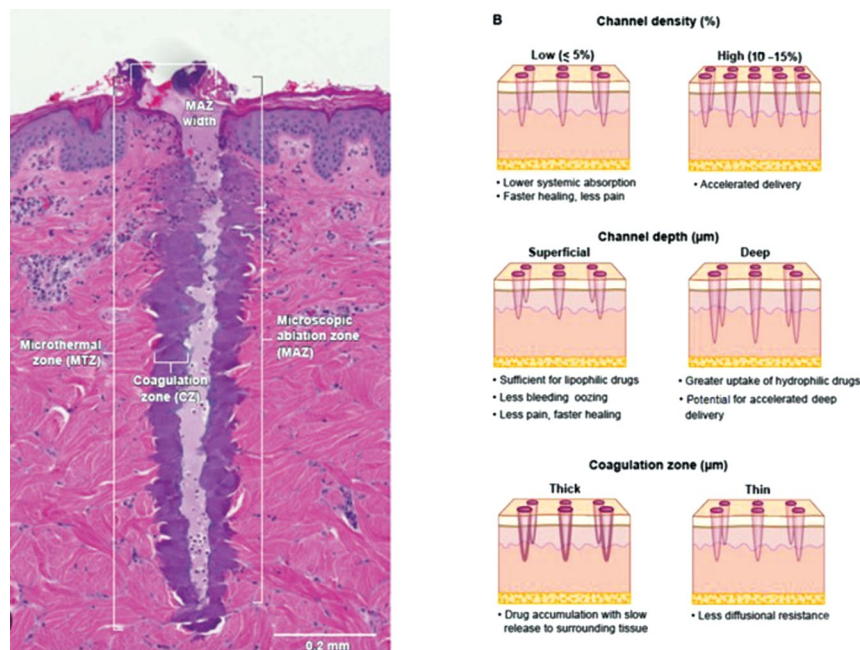 MAZ
width
Microthermal
zone (MTZ)
Coagulation
zone (CZ)
Microscopic
ablation zone
(MAZ)
0.2 mm
B
Channel density (%)
Low (≤ 5%)
High (10 –15%)
• Lower systemic absorption
• Faster healing, less pain
• Accelerated delivery
Channel depth (µm)
Superficial
Deep
• Sufficient for lipophilic drugs
• Less bleeding oozing
• Less pain, faster healing
• Greater uptake of hydrophilic drugs
• Potential for accelerated deep
delivery
Coagulation zone (µm)
Thick
Thin
• Drug accumulation with slow
release to surrounding tissue
• Less diffusional resistance